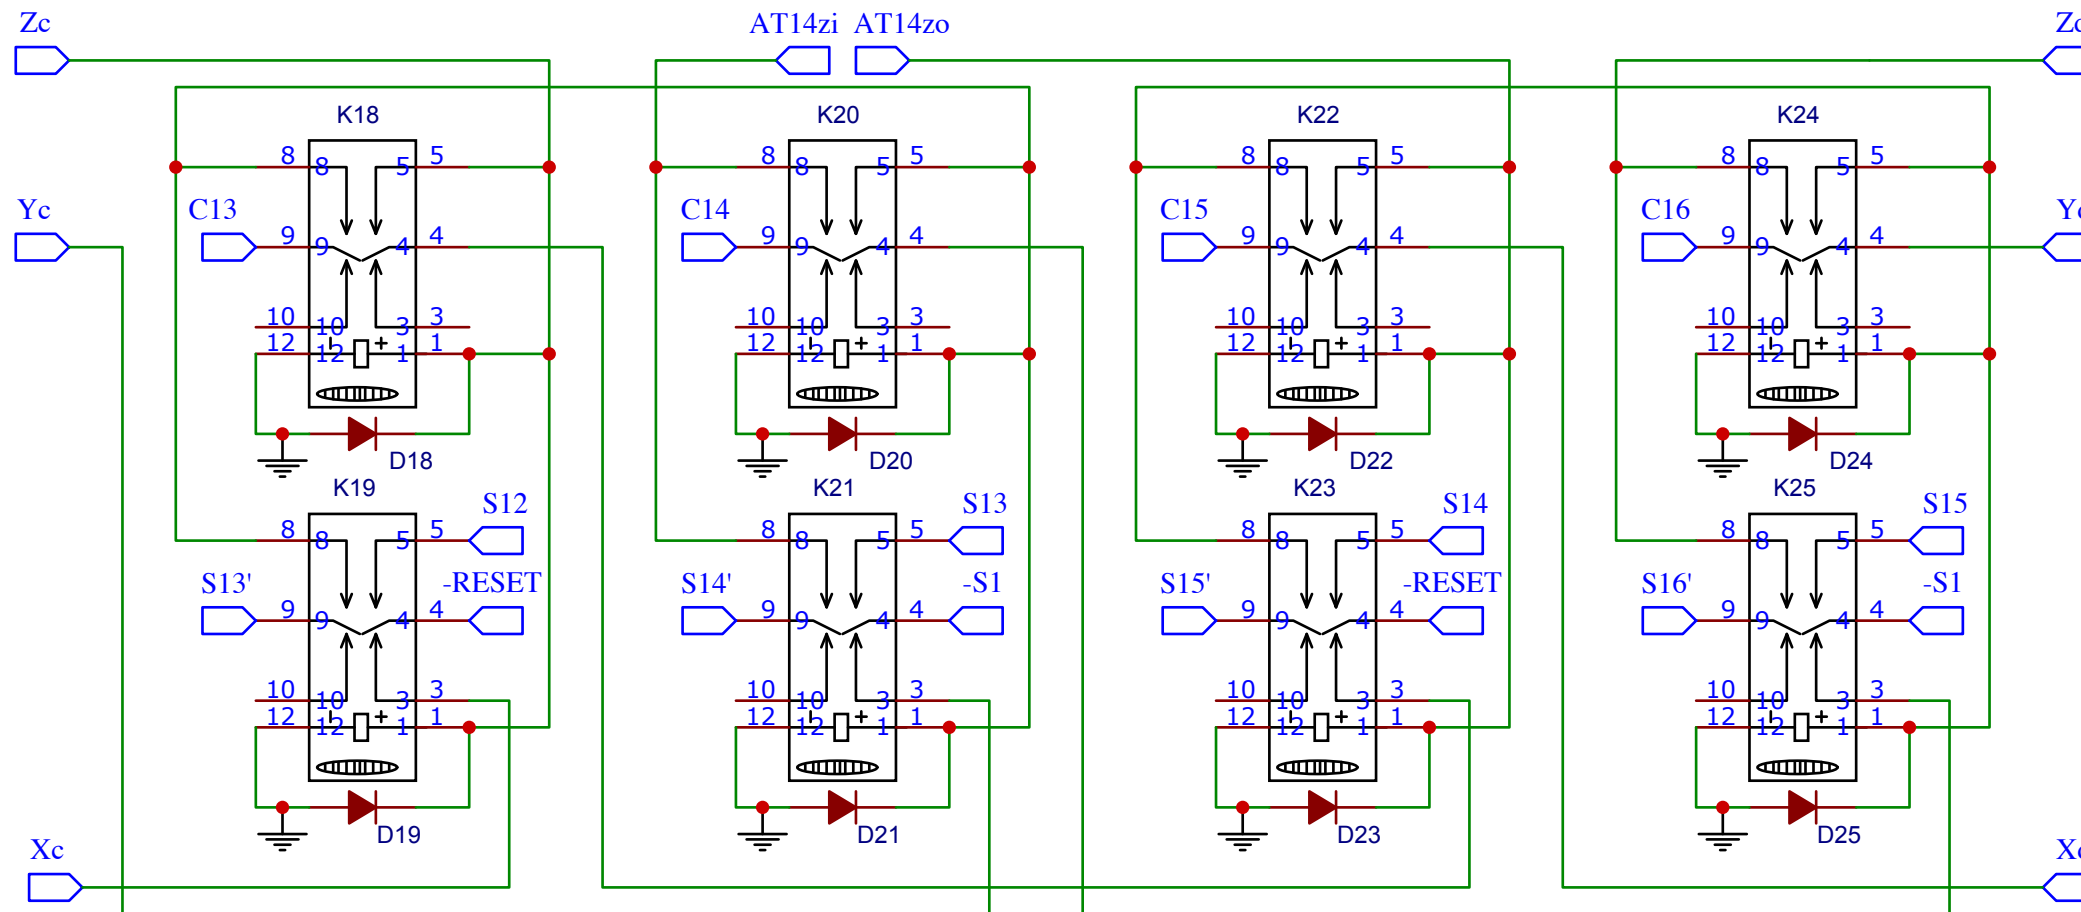 Zc AT14zi AT14zo Z
K18 K20 K22 K24
8 8 5 5 8 8 5 5 8 8 5 5 8 8 5 5
Yc C13 C14 C15 C16 Y
9 9 4 4 9 9 4 4 9 9 4 4 9 9 4 4
10 10 3 3 10 10 3 3 10 10 3 3 10 10 3 3
12 12 - + 1 1 12 12 - + 1 1 12 12 - + 1 1 12 12 - + 1 1
D18 D20 D22 D24
K19 S12 K21 S13 K23 S14 K25 S15
8 8 5 5 8 8 5 5 8 8 5 5 8 8 5 5
S13' -RESET S14' -S1 S15' -RESET S16' -S1
9 9 4 4 9 9 4 4 9 9 4 4 9 9 4 4
10 10 3 3 10 10 3 3 10 10 3 3 10 10 3 3
12 12 - + 1 1 12 12 - + 1 1 12 12 - + 1 1 12 12 - + 1 1
D19 D21 D23 D25
Xc X